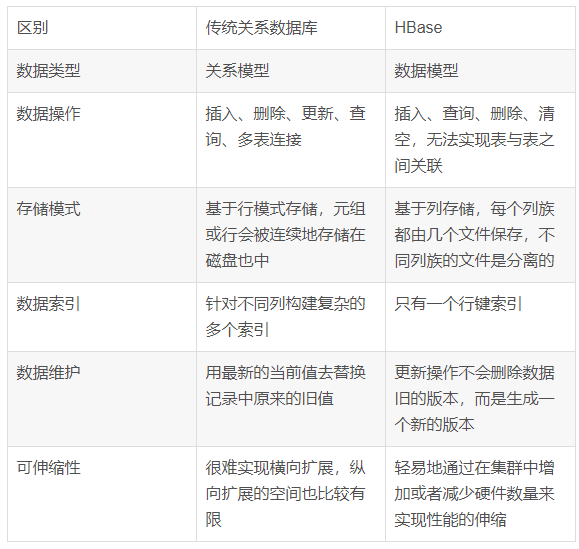 区别
传统关系数据库
HBase
数据类型
关系模型
数据模型
数据操作
插入、删除、更新、查
询、多表连接
插入、查询、删除、清
空，无法实现表与表之
间关联
存储模式
基于行模式存储，元组
或行会被连续地存储在
磁盘也中
基于列存储，每个列族
都由几个文件保存，不
同列族的文件是分离的
数据索引
针对不同列构建复杂的
多个索引
只有一个行键索引
数据维护
用最新的当前值去替换
记录中原来的旧值
更新操作不会删除数据
旧的版本，而是生成一
个新的版本
可伸缩性
很难实现横向扩展，纵
向扩展的空间也比较有
限
轻易地通过在集群中增
加或者减少硬件数量来
实现性能的伸缩